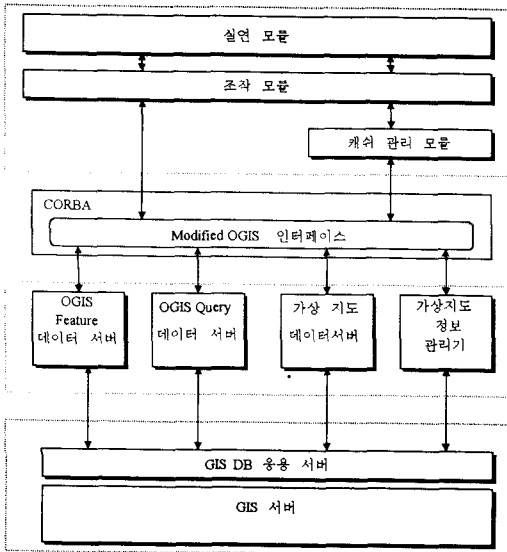 실연 모듈
조작 모듈
캐쉬 관리 모듈
CORBA
Modified OGIS 인터페이스
OGIS
Feature
데이터 서버
OGIS Query
데이터 서버
가상 지도
데이터서버
가상지도
정보
관리기
GIS DB 응용 서버
GIS 서버